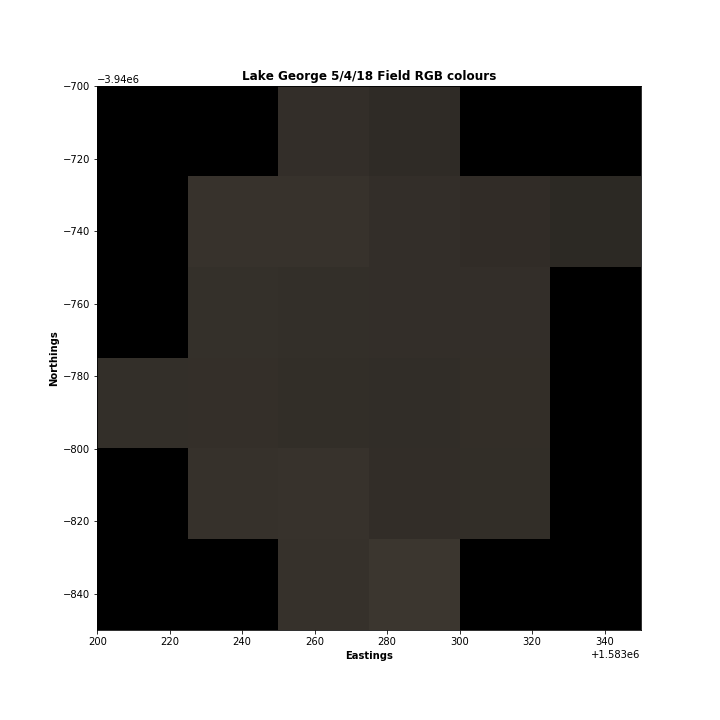 Lake George 5/4/18 Field RGB colours
−3.94e6
−700
−720
−740
−760
−780
−800
−820
−840
Northings
200 220 240 260 280 300 320 340
+1.583e6
Eastings